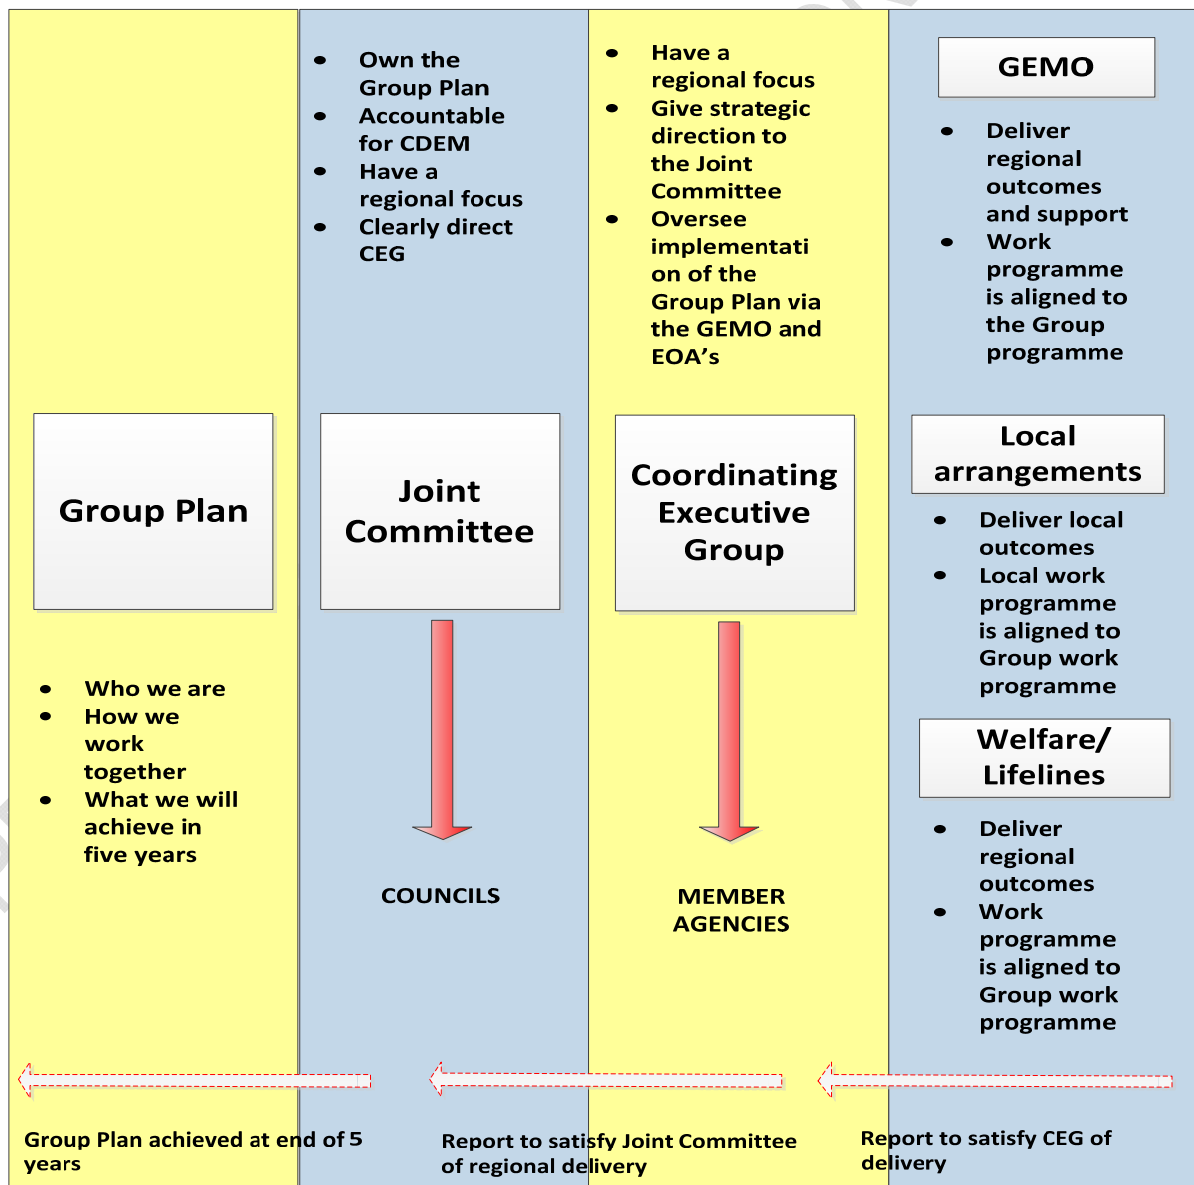 Group Plan
• Who we are
• How we
work
together
• What we will
achieve in
five years
• Own the
Group Plan
• Accountable
for CDEM
• Have a
regional focus
• Clearly direct
CEG
Joint
Committee
COUNCILS
• Have a
regional focus
• Give strategic
direction to
the Joint
Committee
• Oversee
implementati
on of the
Group Plan via
the GEMO and
EOA's
Coordinating
Executive
Group
MEMBER
AGENCIES
GEMO
• Deliver
regional
outcomes
and support
• Work
programme
is aligned to
the Group
programme
Local
arrangements
• Deliver local
outcomes
• Local work
programme
is aligned to
Group work
programme
Welfare/
Lifelines
• Deliver
regional
outcomes
• Work
programme
is aligned to
Group work
programme
Group Plan achieved at end of 5
years
Report to satisfy Joint Committee
of regional delivery
Report to satisfy CEG of
delivery